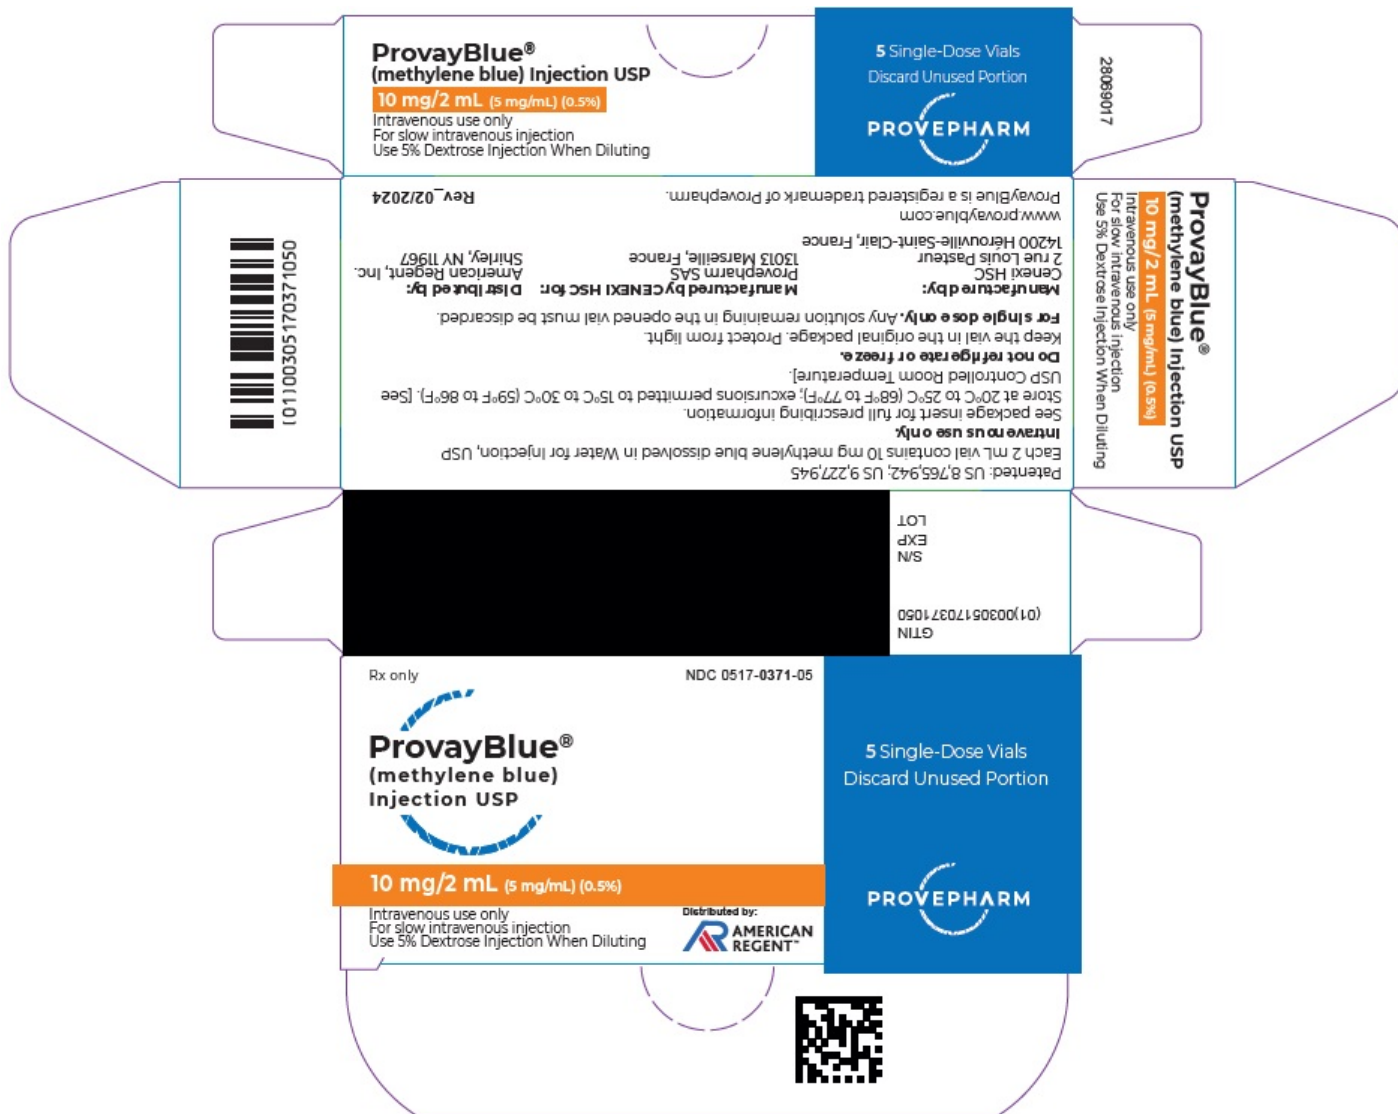 ProvayBlue®
(methylene blue) Injection USP
10 mg/2 mL (5 mg/mL) (0.5%)
Intravenous use only
For slow intravenous injection
Use 5% Dextrose Injection When Diluting
5 Single-Dose Vials
Discard Unused Portion
PROVEPHARM
28069017
ProvayBlue®
(methylene blue) Injection USP
10 mg/2 mL (5 mg/mL) (0.5%)
Intravenous use only
For slow intravenous injection
Use 5% Dextrose Injection When Diluting
Patented: US 8,765,942; US 9,227,945
Each 2 mL vial contains 10 mg methylene blue dissolved in Water for Injection, USP
Intravenous use only.
See package insert for full prescribing information.
Store at 20°C to 25°C (68°F to 77°F); excursions permitted to 15°C to 30°C (59°F to 86°F). [See
USP Controlled Room Temperature].
Do not refrigerate or freeze.
Keep the vial in the original package. Protect from light.
For single dose only. Any solution remaining in the opened vial must be discarded.
Manufactured by:
Cenexi HSC
2 rue Louis Pasteur
14200 Hérouville-Saint-Clair, France
Manufactured by CENEXI HSC for:
Provepharm SAS
13013 Marseille, France
Distributed by:
American Regent, Inc.
Shirley, NY 11967
www.provayblue.com
ProvayBlue is a registered trademark of Provepharm.
Rev_02/2024
(01)00305170371050
GTIN
(01)00305170371050
S/N
EXP
LOT
Rx only
NDC 0517-0371-05
ProvayBlue®
(methylene blue)
Injection USP
10 mg/2 mL (5 mg/mL) (0.5%)
Intravenous use only
For slow intravenous injection
Use 5% Dextrose Injection When Diluting
Distributed by:
AMERICAN
REGENT™
5 Single-Dose Vials
Discard Unused Portion
PROVEPHARM